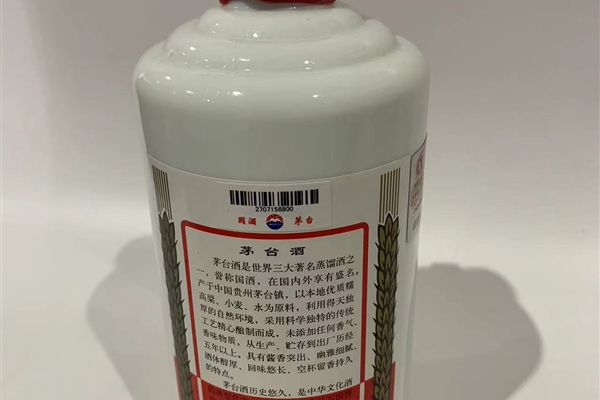 2707156800
国酒 茅台
茅台酒
茅台酒是世界三大著名蒸馏酒之
一，誉称国酒，在国内外享有盛名。
产于中国贵州茅台镇，以本地优质糯
高粱、小麦、水为原料，利用得天独
厚的自然环境，采用科学独特的传统
工艺精心酿制而成，未添加任何香气、
香味物质，从生产、贮存到出厂历经
五年以上。具有酱香突出、幽雅细腻、
酒体醇厚、回味悠长、空杯留香持久
的特点。
茅台酒历史悠久，是中华文化酒